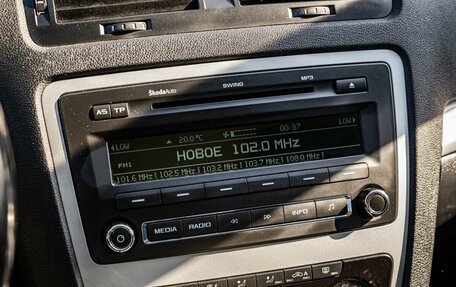 ŠkodaAuto SWING MP3
AS TP
LOW 20.0°C 00:37 LOW
НОВОЕ 102.0 MHz
FM1
101.6 MHz | 102.5 MHz | 103.2 MHz | 103.7 MHz | 108.0 MHz
MEDIA RADIO INFO
A/C